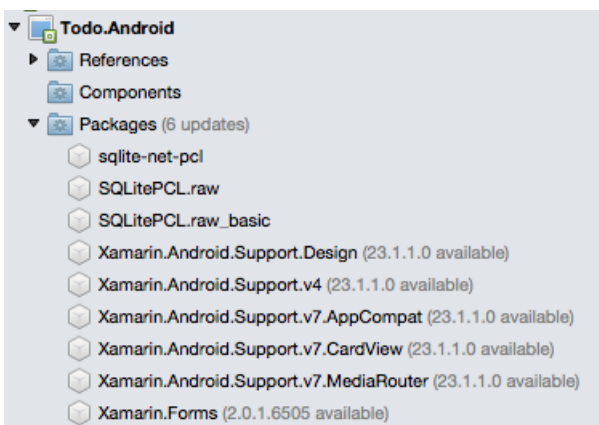 Todo.Android
References
Components
Packages (6 updates)
sqlite-net-pcl
SQLitePCL.raw
SQLitePCL.raw_basic
Xamarin.Android.Support.Design (23.1.1.0 available)
Xamarin.Android.Support.v4 (23.1.1.0 available)
Xamarin.Android.Support.v7.AppCompat (23.1.1.0 available)
Xamarin.Android.Support.v7.CardView (23.1.1.0 available)
Xamarin.Android.Support.v7.MediaRouter (23.1.1.0 available)
Xamarin.Forms (2.0.1.6505 available)